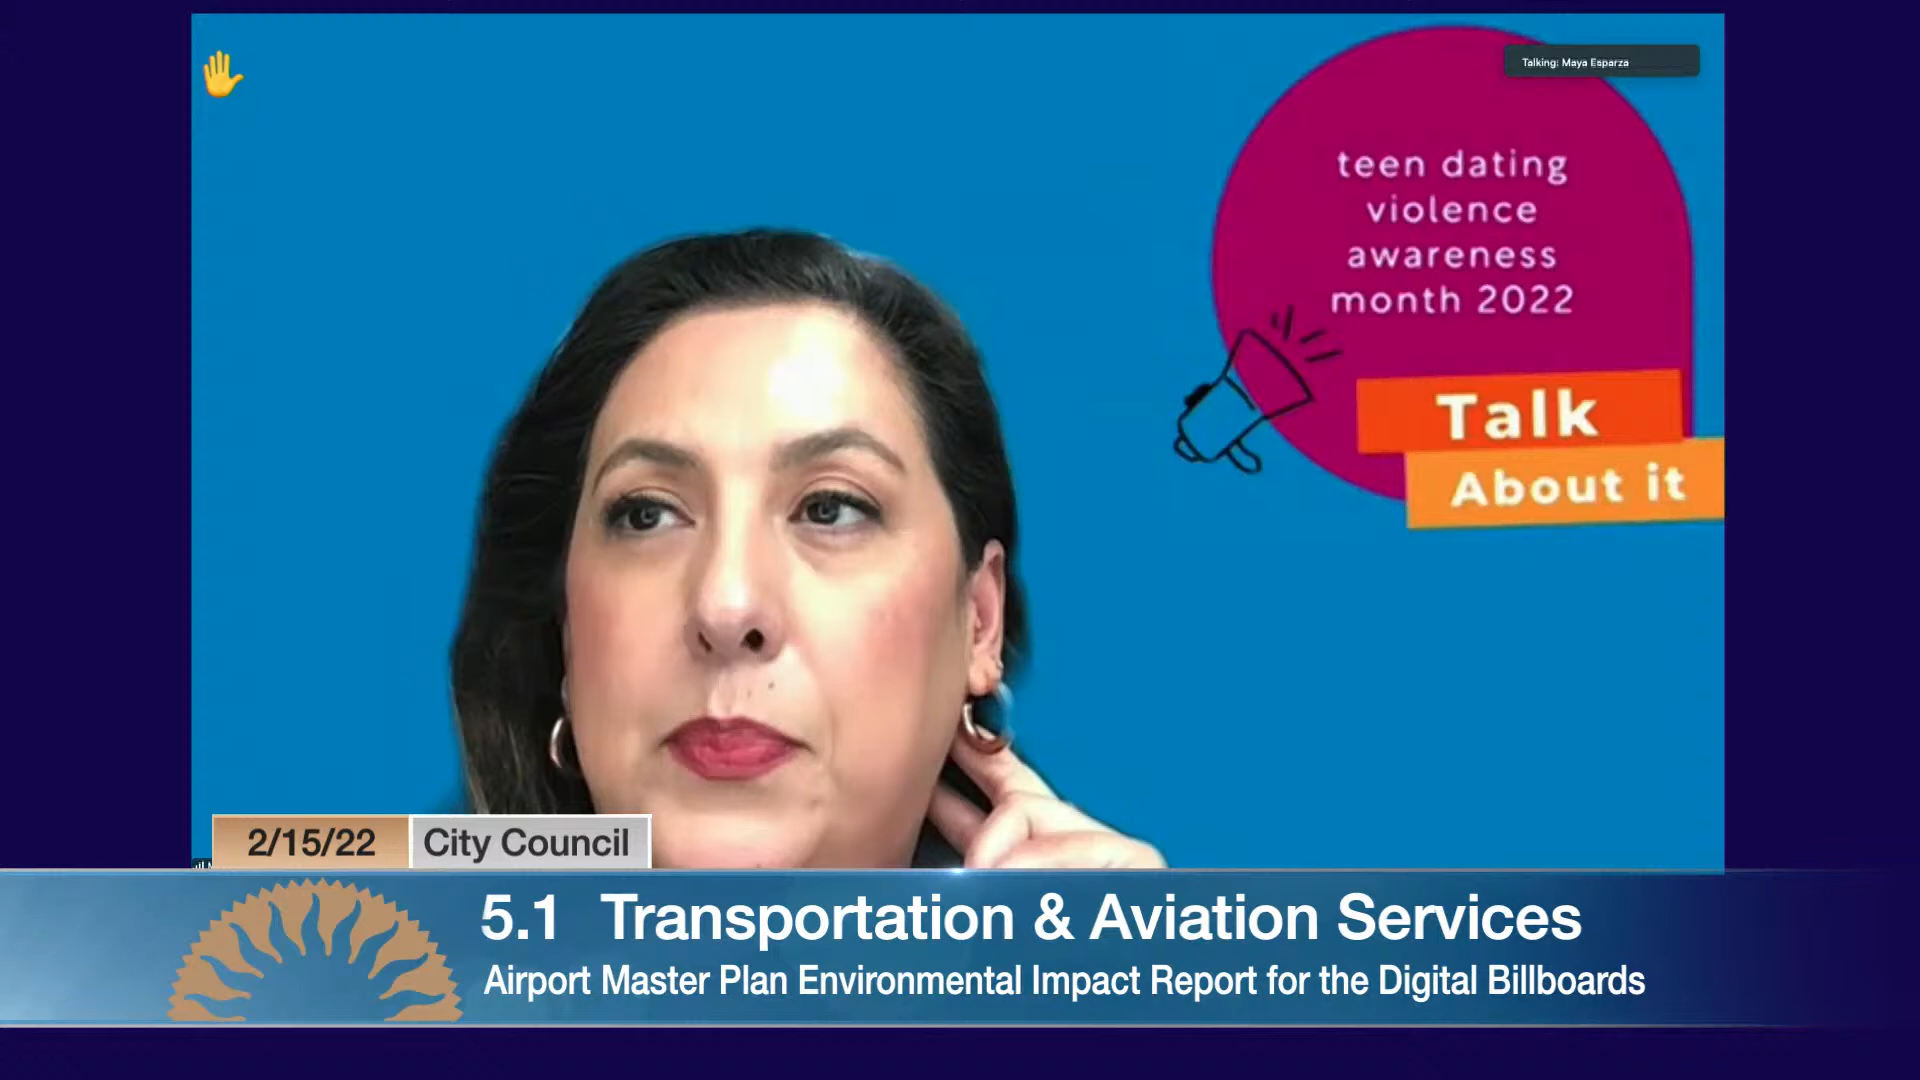 Talking: Maya Esparza
teen dating
violence
awareness
month 2022
Talk
About it
2/15/22 City Council
5.1 Transportation & Aviation Services
Airport Master Plan Environmental Impact Report for the Digital Billboards